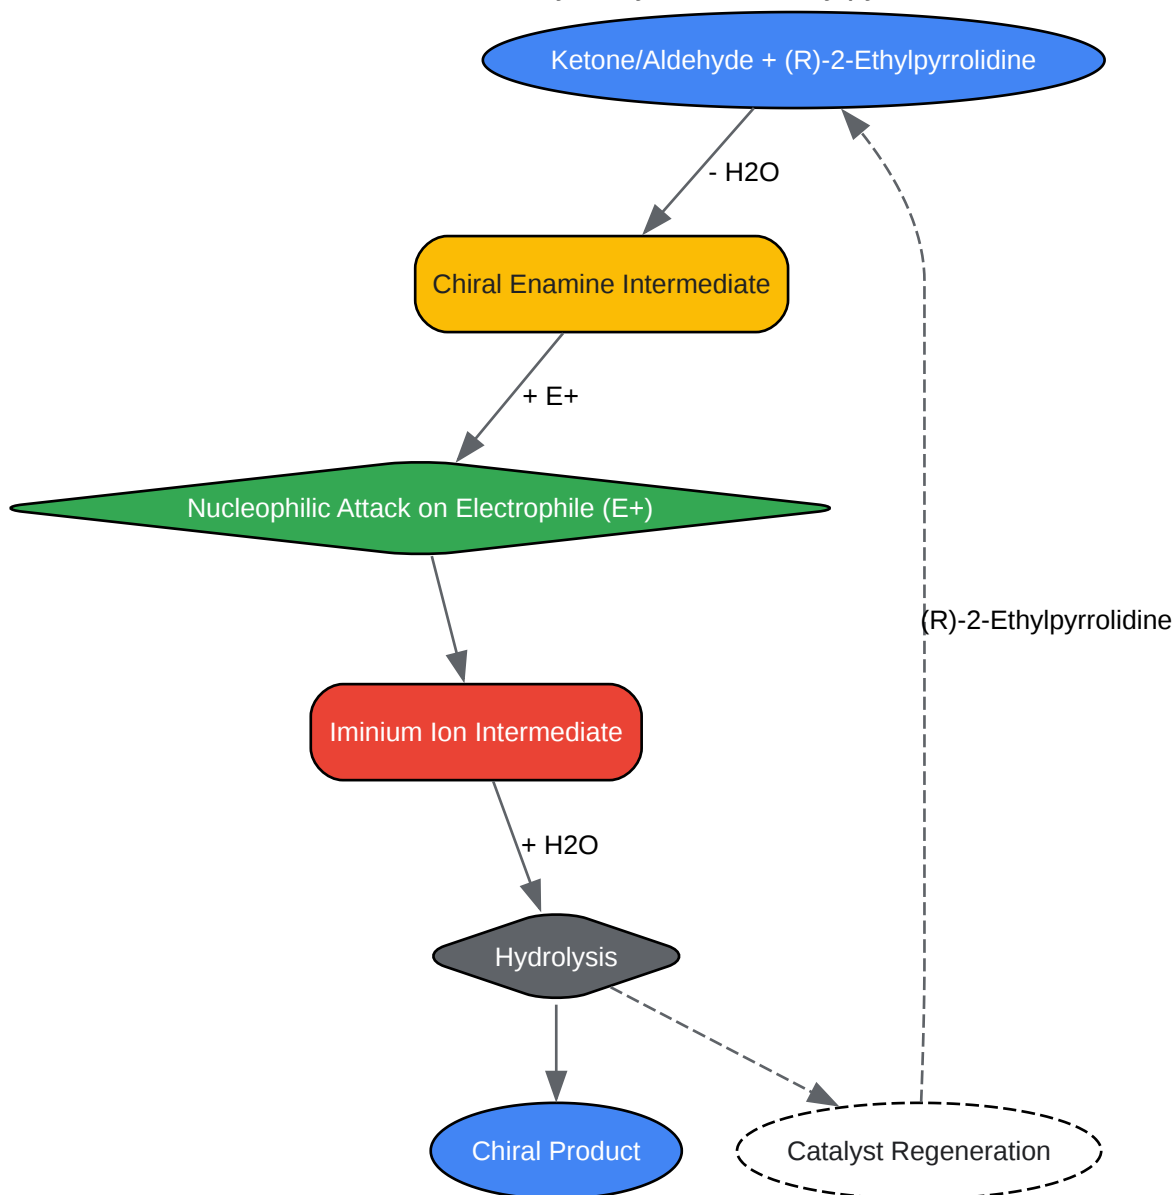 Ketone/Aldehyde + (R)-2-Ethylpyrrolidine
- H2O
Chiral Enamine Intermediate
+ E+
Nucleophilic Attack on Electrophile (E+)
(R)-2-Ethylpyrrolidine
Iminium Ion Intermediate
+ H2O
Hydrolysis
Chiral Product
Catalyst Regeneration